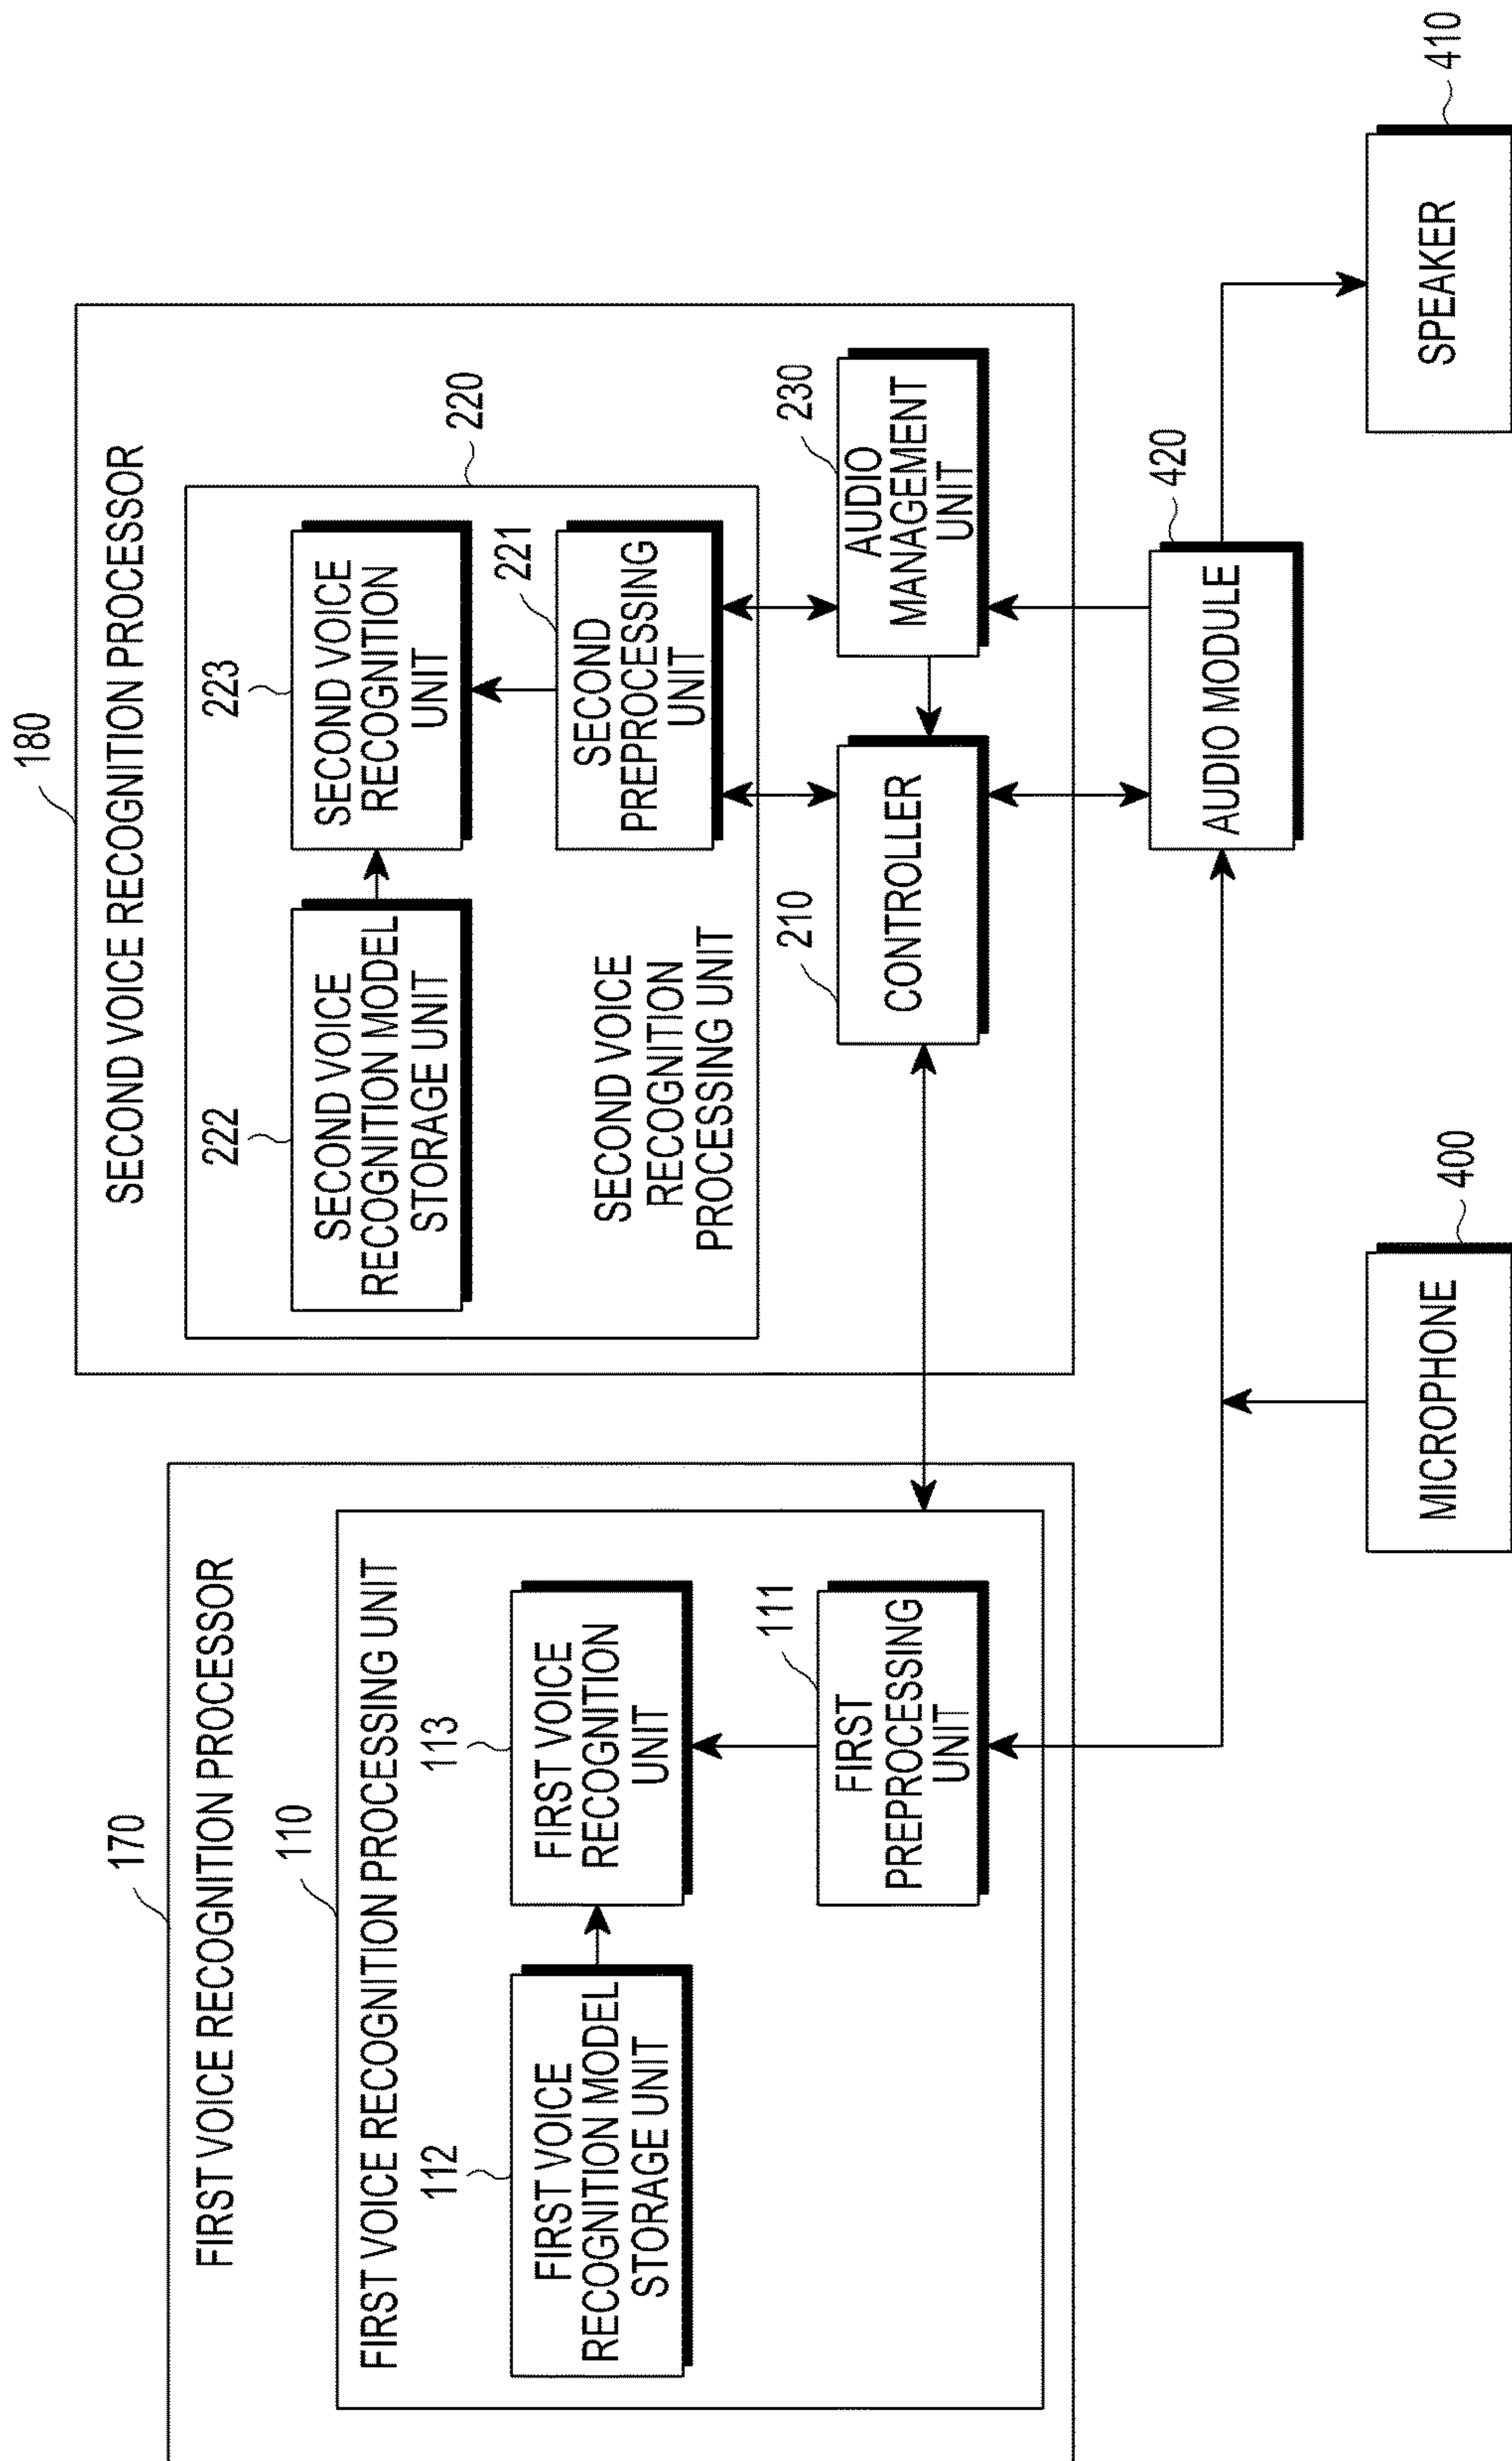 170
FIRST VOICE RECOGNITION PROCESSOR
110
FIRST VOICE RECOGNITION PROCESSING UNIT
112
FIRST VOICE
RECOGNITION MODEL
STORAGE UNIT
113
FIRST VOICE
RECOGNITION
UNIT
111
FIRST
PREPROCESSING
UNIT
180
SECOND VOICE RECOGNITION PROCESSOR
220
222
SECOND VOICE
RECOGNITION MODEL
STORAGE UNIT
223
SECOND VOICE
RECOGNITION
UNIT
221
SECOND
PREPROCESSING
UNIT
SECOND VOICE
RECOGNITION
PROCESSING UNIT
210
CONTROLLER
230
AUDIO
MANAGEMENT
UNIT
420
AUDIO MODULE
400
MICROPHONE
410
SPEAKER